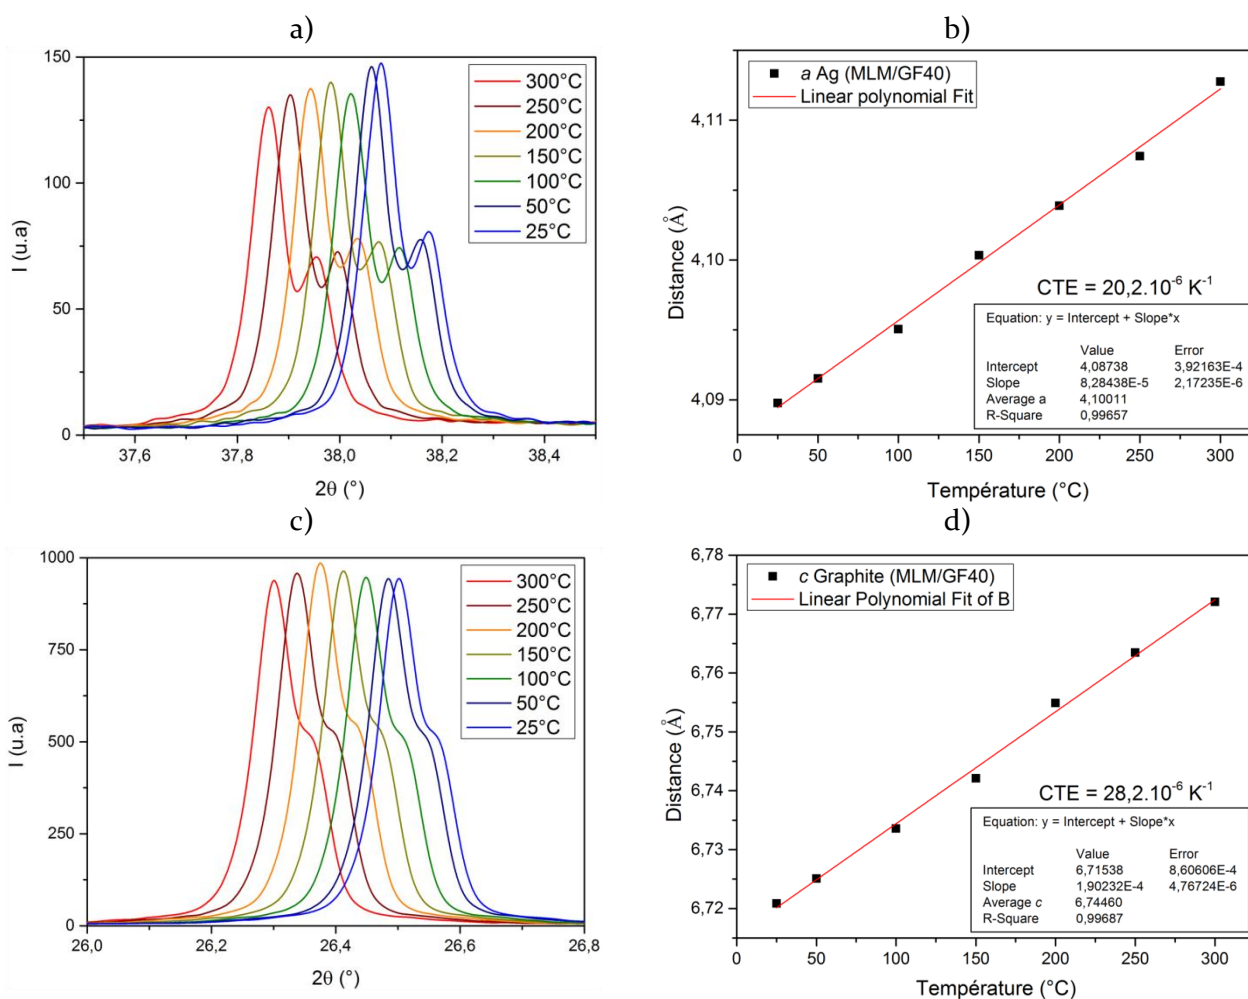 a)
150
100
50
0
I (u.a)
300°C
250°C
200°C
150°C
100°C
50°C
25°C
37,6
37,8
38,0
38,2
38,4
2θ (°)
b)
4,11
4,10
4,09
Distance (Å)
a Ag (MLM/GF40)
Linear polynomial Fit
CTE = 20,2.10⁻⁶ K⁻¹
Equation: y = Intercept + Slope*x
Value Error
Intercept 4,08738 3,92163E-4
Slope 8,28438E-5 2,17235E-6
Average a 4,10011
R-Square 0,99657
0 50 100 150 200 250 300
Température (°C)
c)
1000
750
500
250
0
I (u.a)
300°C
250°C
200°C
150°C
100°C
50°C
25°C
26,0
26,2
26,4
26,6
26,8
2θ (°)
d)
6,78
6,77
6,76
6,75
6,74
6,73
6,72
Distance (Å)
c Graphite (MLM/GF40)
Linear Polynomial Fit of B
CTE = 28,2.10⁻⁶ K⁻¹
Equation: y = Intercept + Slope*x
Value Error
Intercept 6,71538 8,60606E-4
Slope 1,90232E-4 4,76724E-6
Average c 6,74460
R-Square 0,99687
0 50 100 150 200 250 300
Température (°C)